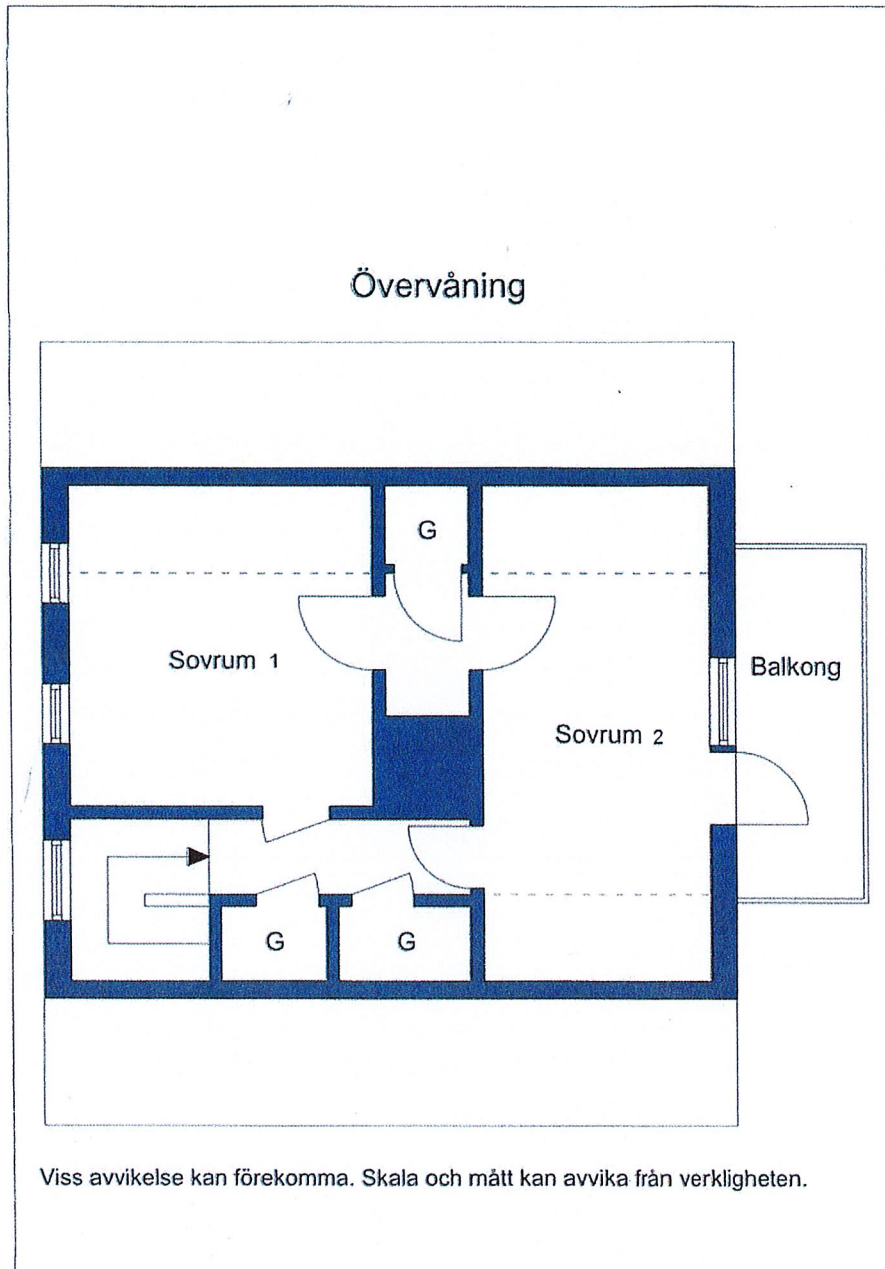 Övervåning
G
Sovrum 1
Balkong
Sovrum 2
G
G
Viss avvikelse kan förekomma. Skala och mått kan avvika från verkligheten.